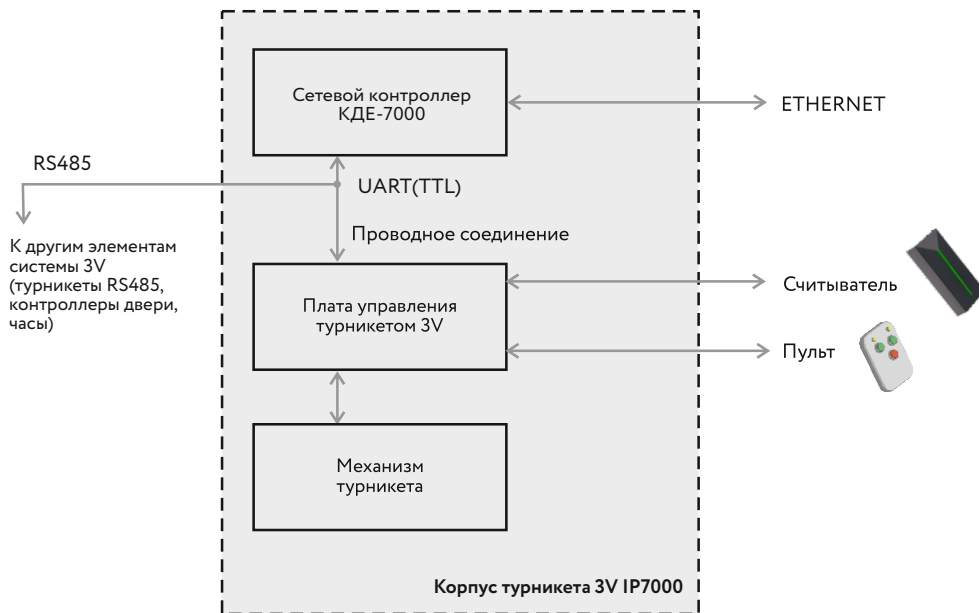 Сетевой контроллер
КДЕ-7000
ETHERNET
RS485
UART(TTL)
Проводное соединение
К другим элементам
системы 3V
(турникеты RS485,
контроллеры двери,
часы)
Плата управления
турникетом 3V
Считыватель
Пульт
Механизм
турникета
Корпус турникета 3V IP7000